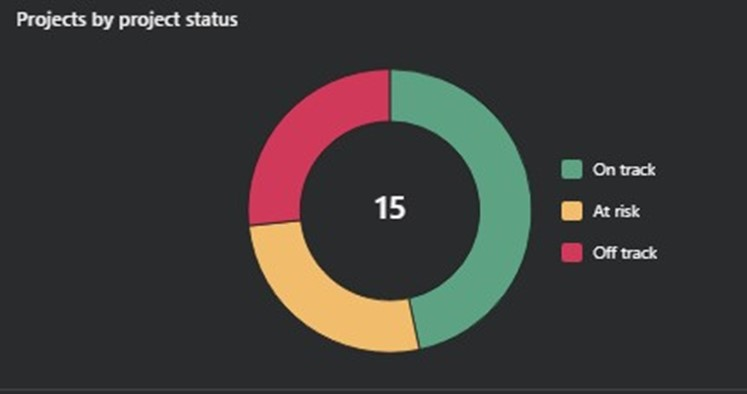 Projects by project status
15
On track
At risk
Off track